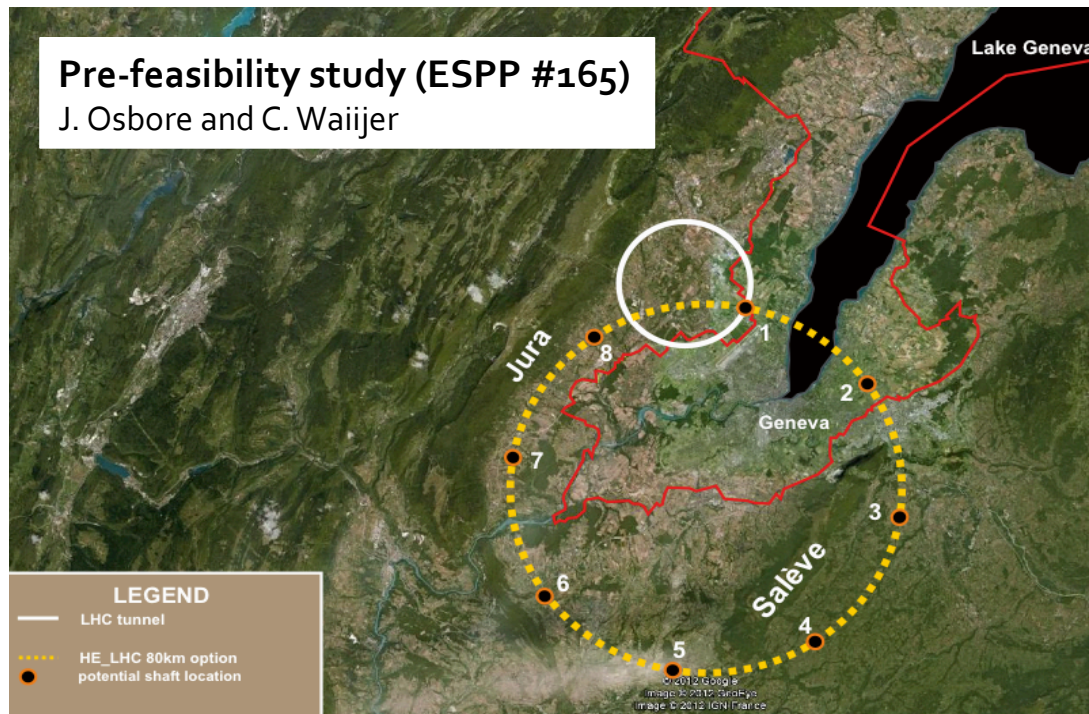 Pre-feasibility study (ESPP #165)
J. Osbore and C. Waiijer
Lake Geneva
1
8
Jura
2
Geneva
7
3
Salève
6
4
5
LEGEND
LHC tunnel
HE_LHC 80km option
potential shaft location
© 2012 Google
Image © 2012 GeoEye
Image © 2012 IGN France